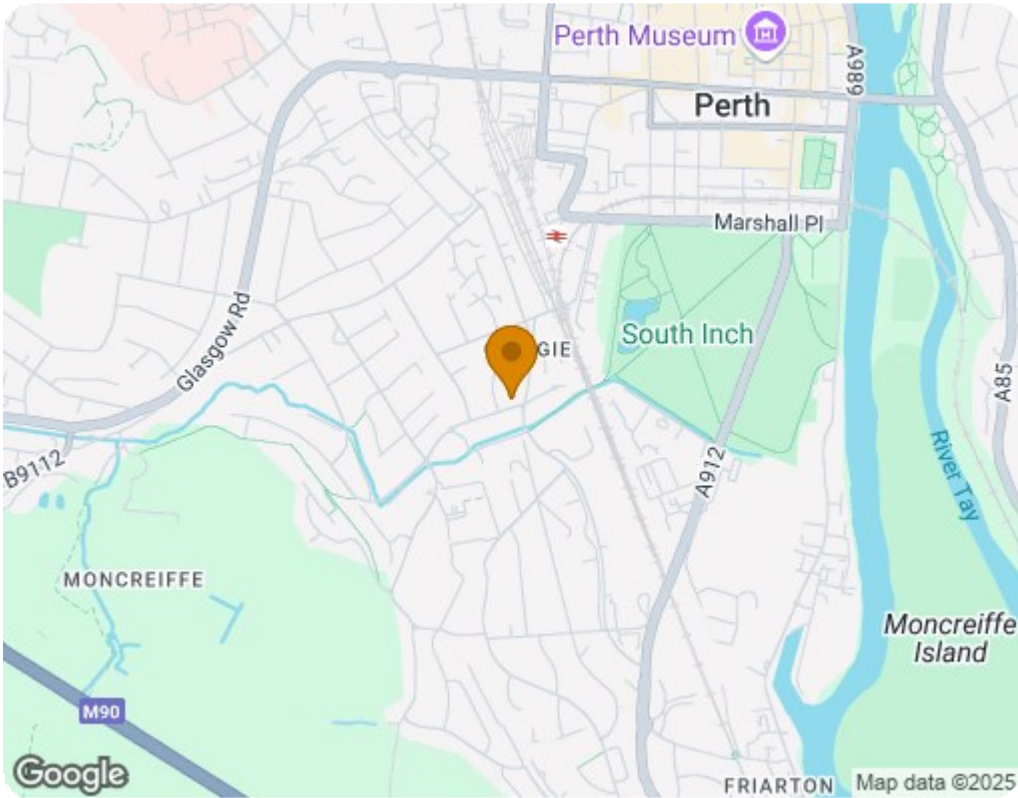 Perth Museum
A989
Perth
Marshall Pl
Glasgow Rd
GIE
South Inch
A85
B9112
A912
River Tay
MONCREIFFE
Moncreiffe
Island
M90
Google
FRIARTON
Map data ©2025